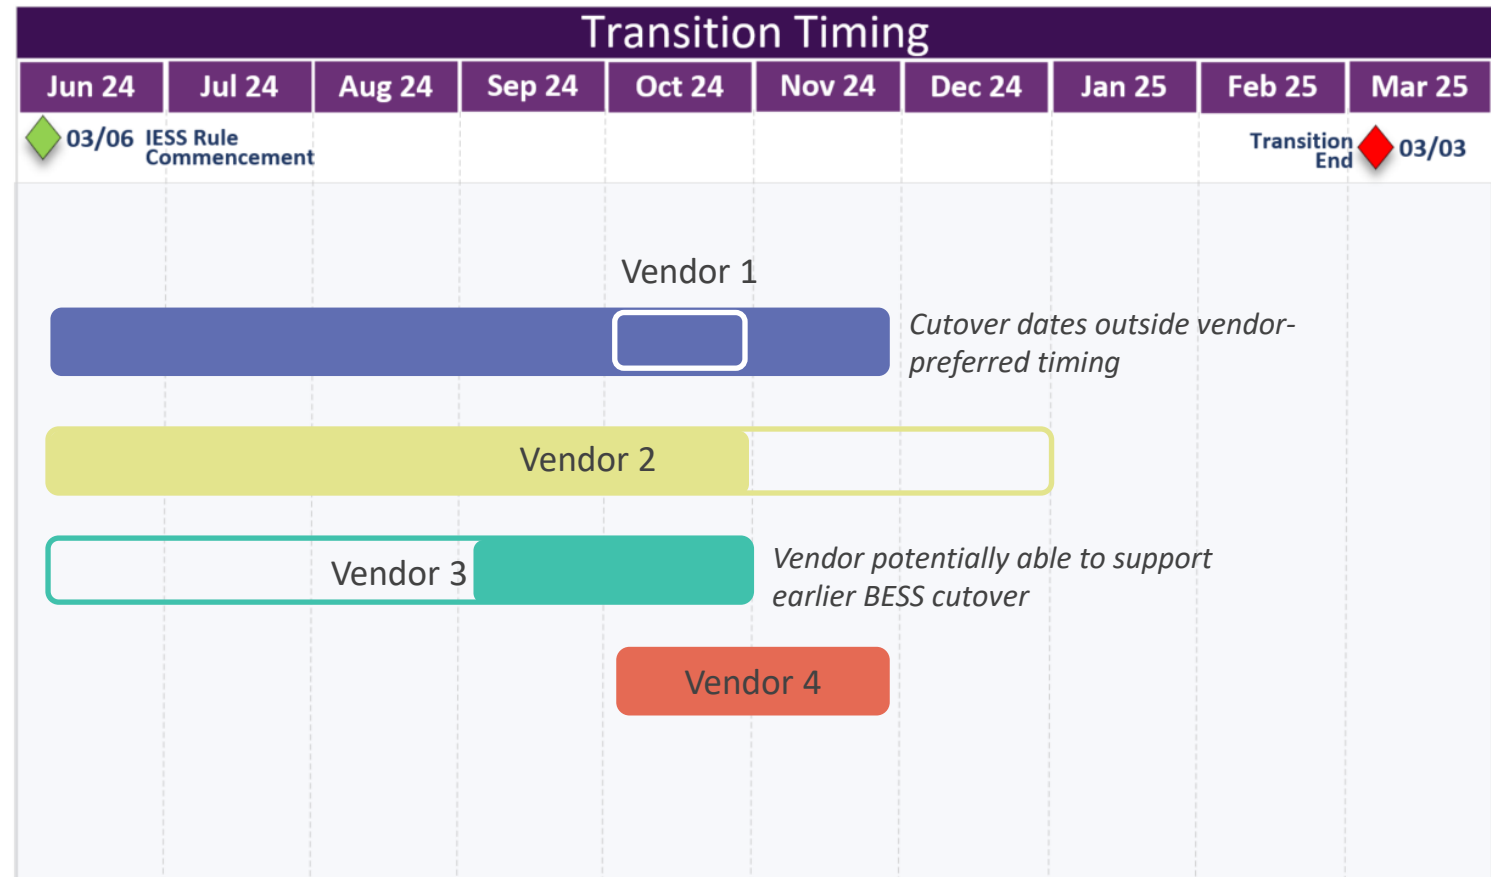 Transition Timing
Jun 24 Jul 24 Aug 24 Sep 24 Oct 24 Nov 24 Dec 24 Jan 25 Feb 25 Mar 25
03/06 IESS Rule
Commencement
Transition
End
03/03
Vendor 1
Cutover dates outside vendor-
preferred timing
Vendor 2
Vendor 3
Vendor potentially able to support
earlier BESS cutover
Vendor 4